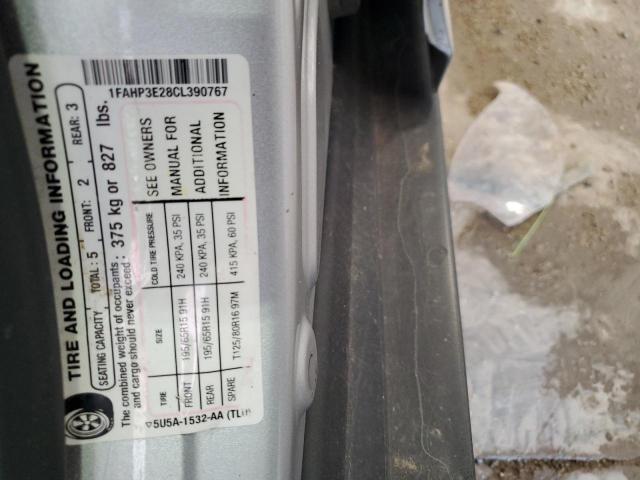 TIRE AND LOADING INFORMATION
SEATING CAPACITY TOTAL: 5 FRONT: 2 REAR: 3
The combined weight of occupants and cargo should never exceed: 375 kg or 827 lbs.
TIRE SIZE COLD TIRE PRESSURE
FRONT 195/65R15 91H 240 KPA, 35 PSI
REAR 195/65R15 91H 240 KPA, 35 PSI
SPARE T125/80R16 97M 415 KPA, 60 PSI
SEE OWNERS
MANUAL FOR
ADDITIONAL
INFORMATION
5U5A-1532-AA
1FAHP3E28CL390767